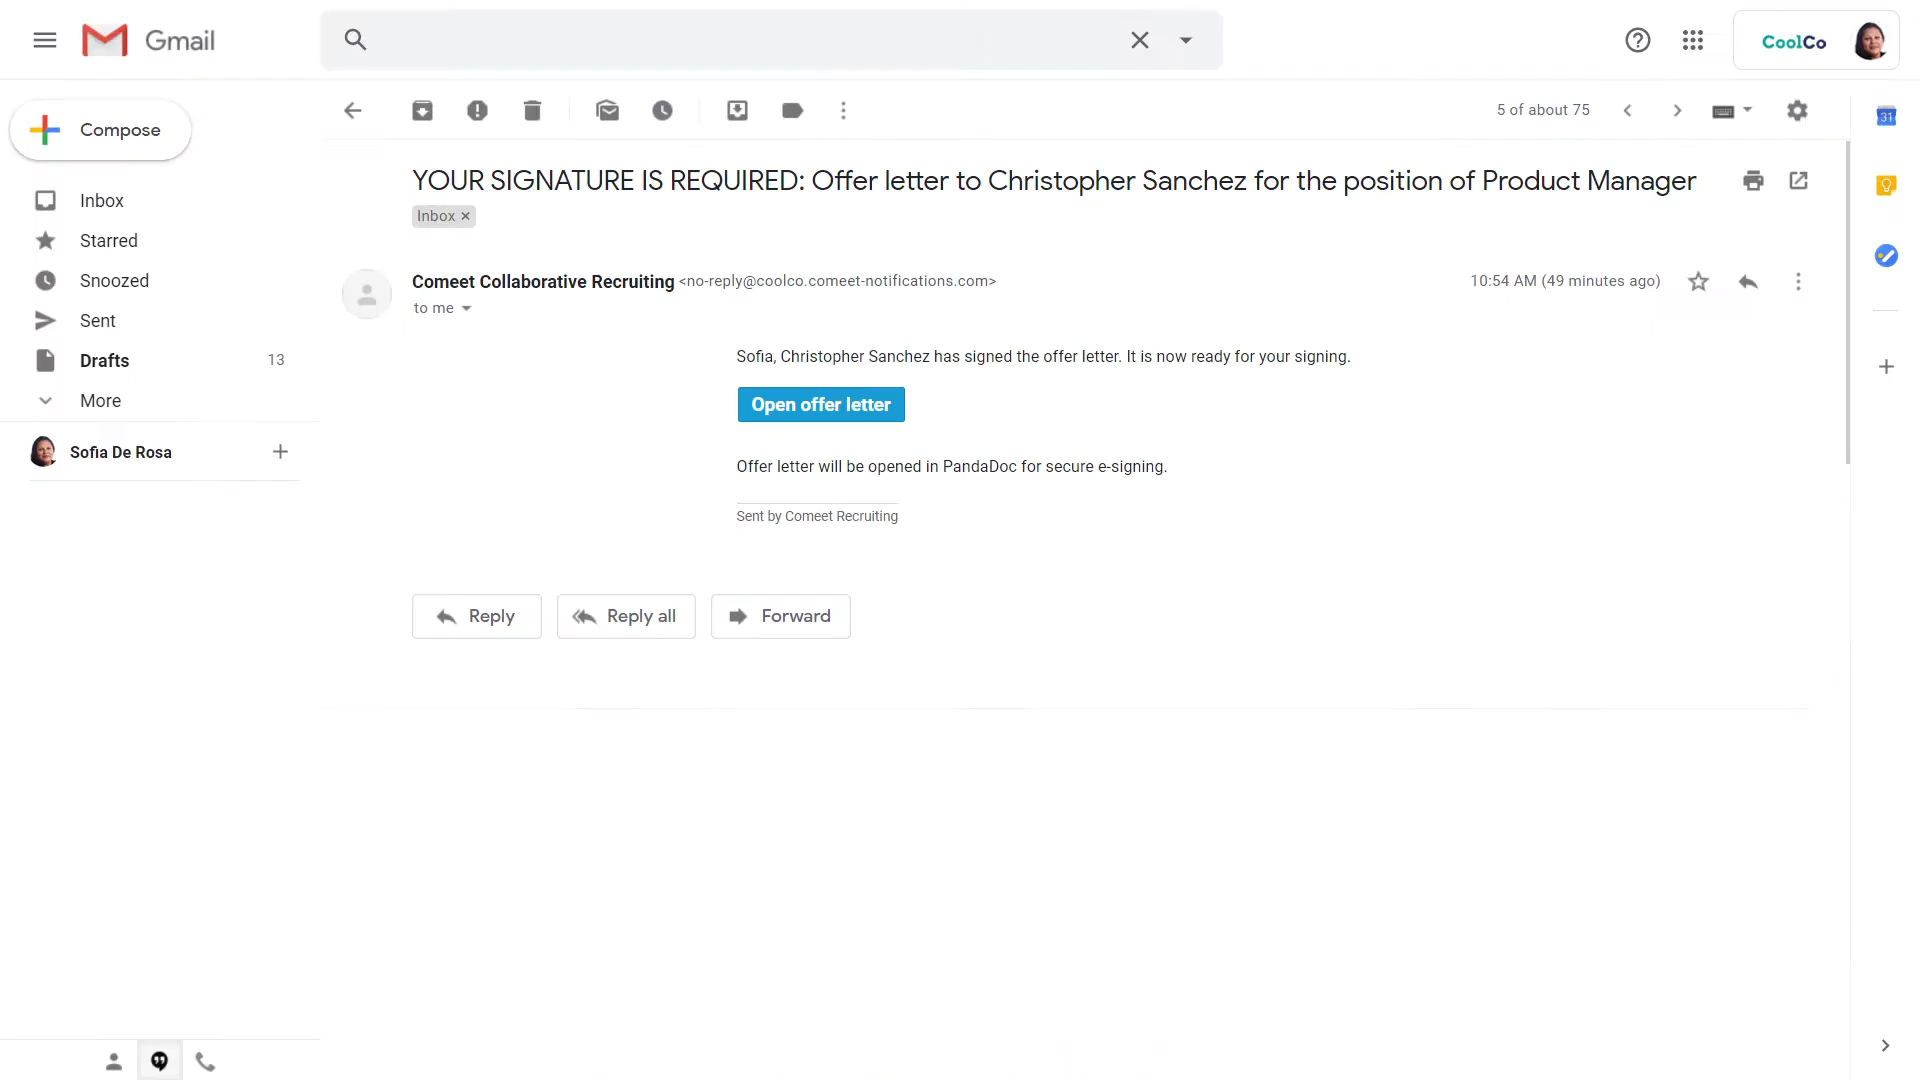 Gmail
CoolCo
Compose
5 of about 75
31
Inbox
Starred
Snoozed
Sent
Drafts 13
More
Sofia De Rosa
YOUR SIGNATURE IS REQUIRED: Offer letter to Christopher Sanchez for the position of Product Manager
Inbox ×
Comeet Collaborative Recruiting <no-reply@coolco.comeet-notifications.com>
10:54 AM (49 minutes ago)
to me
Sofia, Christopher Sanchez has signed the offer letter. It is now ready for your signing.
Open offer letter
Offer letter will be opened in PandaDoc for secure e-signing.
Sent by Comeet Recruiting
Reply
Reply all
Forward